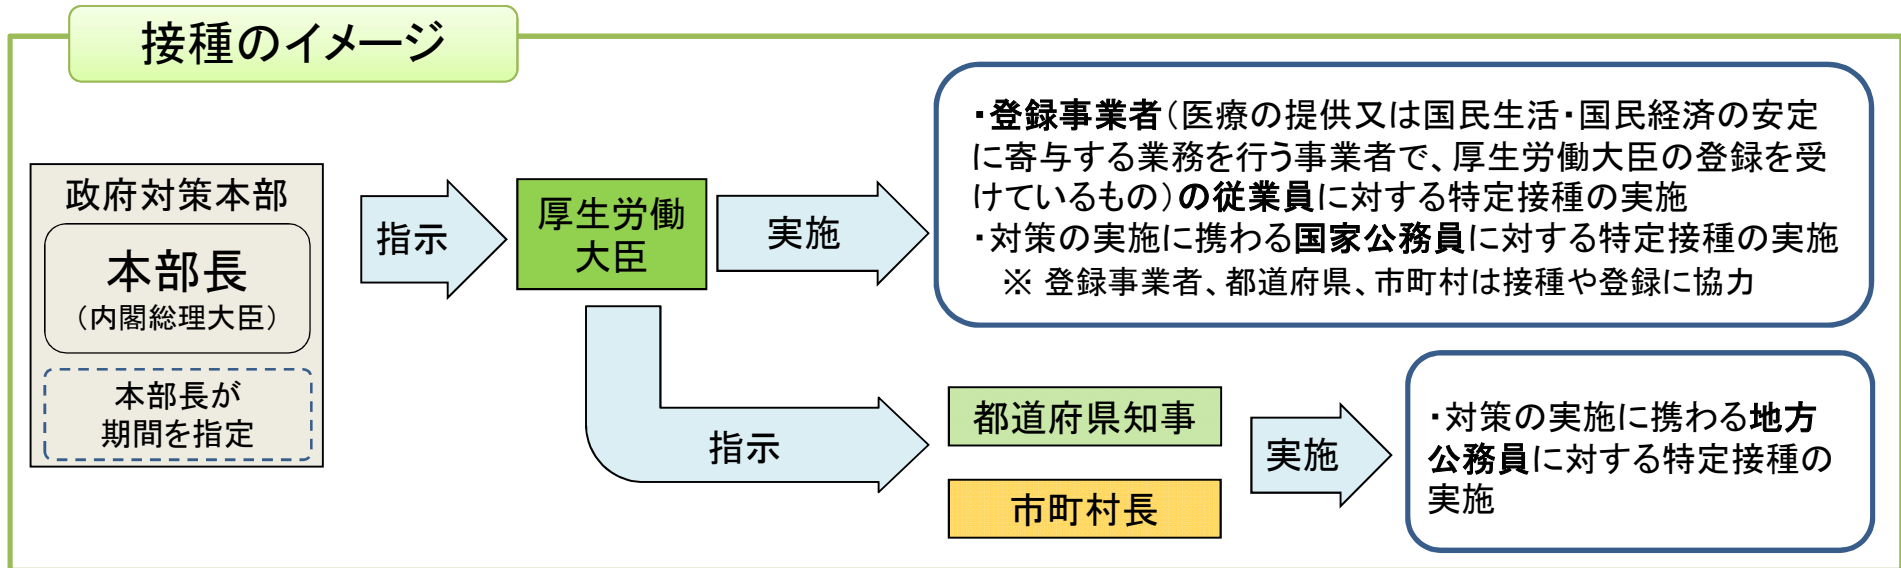 接種のイメージ
政府対策本部
本部長
（内閣総理大臣）
本部長が
期間を指定
指示
厚生労働
大臣
実施
・登録事業者（医療の提供又は国民生活・国民経済の安定
に寄与する業務を行う事業者で、厚生労働大臣の登録を受
けているもの）の従業員に対する特定接種の実施
・対策の実施に携わる国家公務員に対する特定接種の実施
※ 登録事業者、都道府県、市町村は接種や登録に協力
指示
都道府県知事
市町村長
実施
・対策の実施に携わる地方
公務員に対する特定接種の
実施